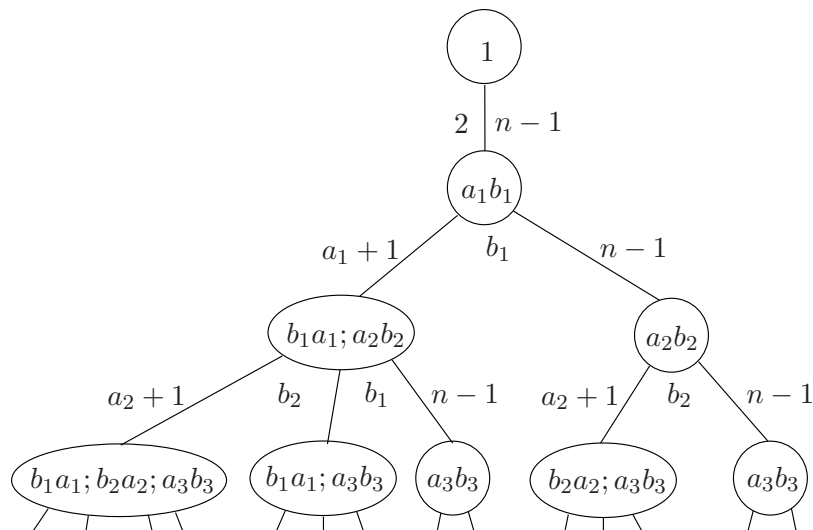 1
2 n − 1
a₁b₁
a₁ + 1 b₁ n − 1
b₁a₁; a₂b₂ a₂b₂
a₂ + 1 b₂ b₁ n − 1 a₂ + 1 b₂ n − 1
b₁a₁; b₂a₂; a₃b₃ b₁a₁; a₃b₃ a₃b₃ b₂a₂; a₃b₃ a₃b₃